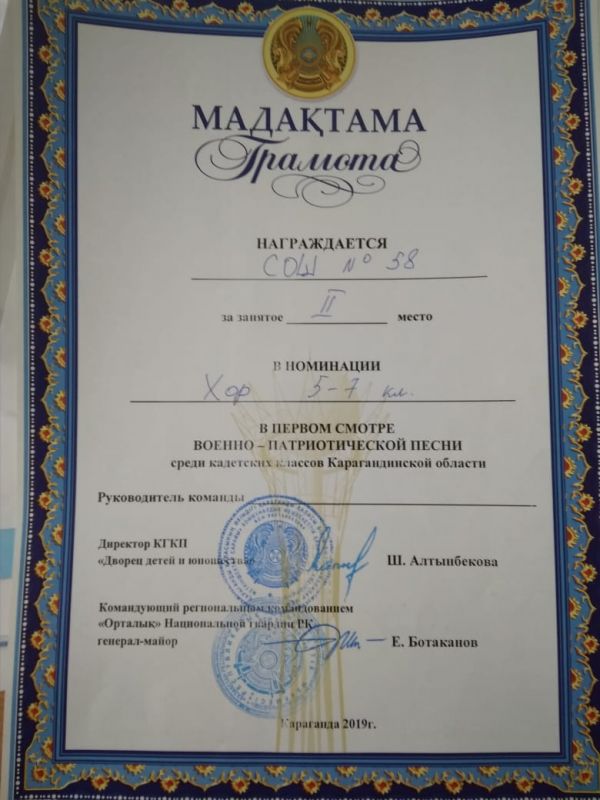 МАДАҚТАМА
Грамота
НАГРАЖДАЕТСЯ
СОШ № 58
за занятое II место
В НОМИНАЦИИ
Хор 5-7 кл.
В ПЕРВОМ СМОТРЕ
ВОЕННО – ПАТРИОТИЧЕСКОЙ ПЕСНИ
среди кадетских классов Карагандинской области
Руководитель команды
Директор КГКП
«Дворец детей и юношества» Ш. Алтынбекова
Командующий региональным командованием
«Орталық» Национальной гвардии РК,
генерал-майор Е. Ботаканов
Караганда 2019г.